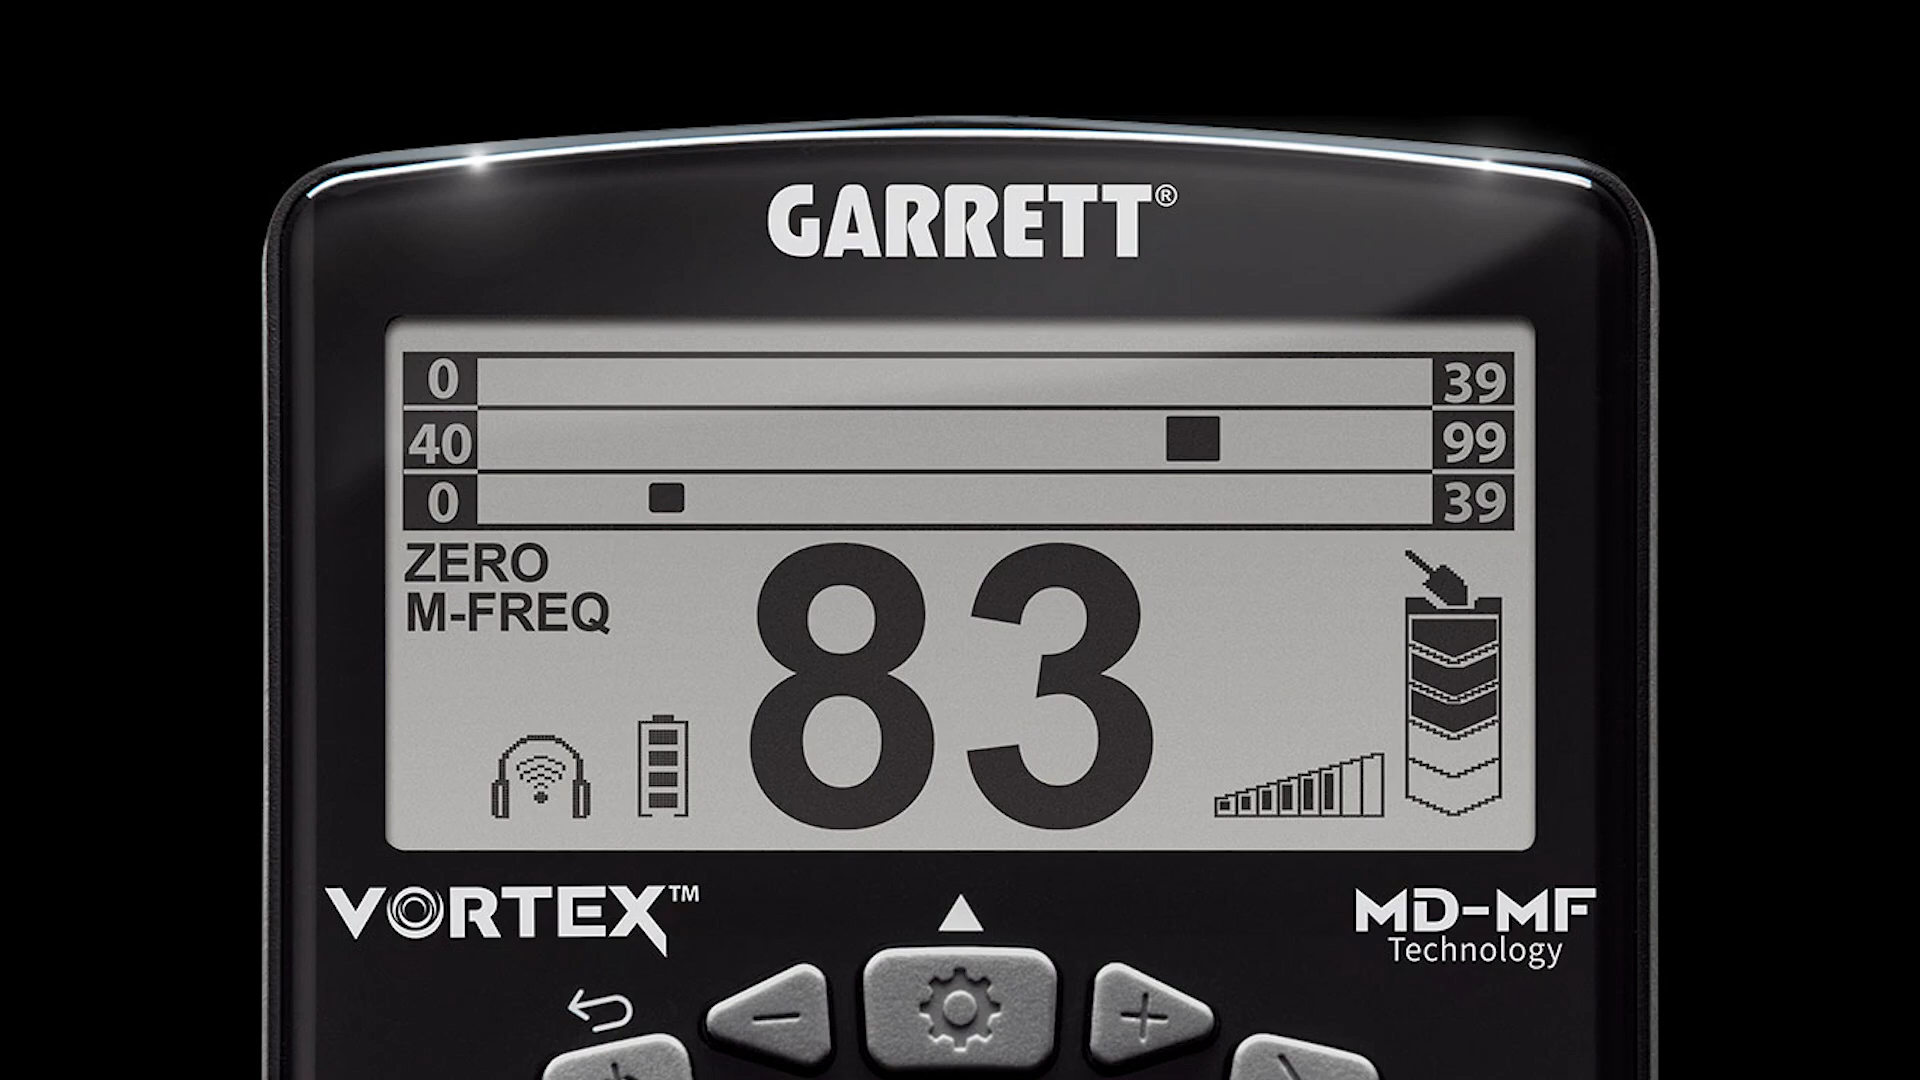 GARRETT®
0 39
40 99
0 39
ZERO
M-FREQ
83
VORTEX™
MD-MF
Technology